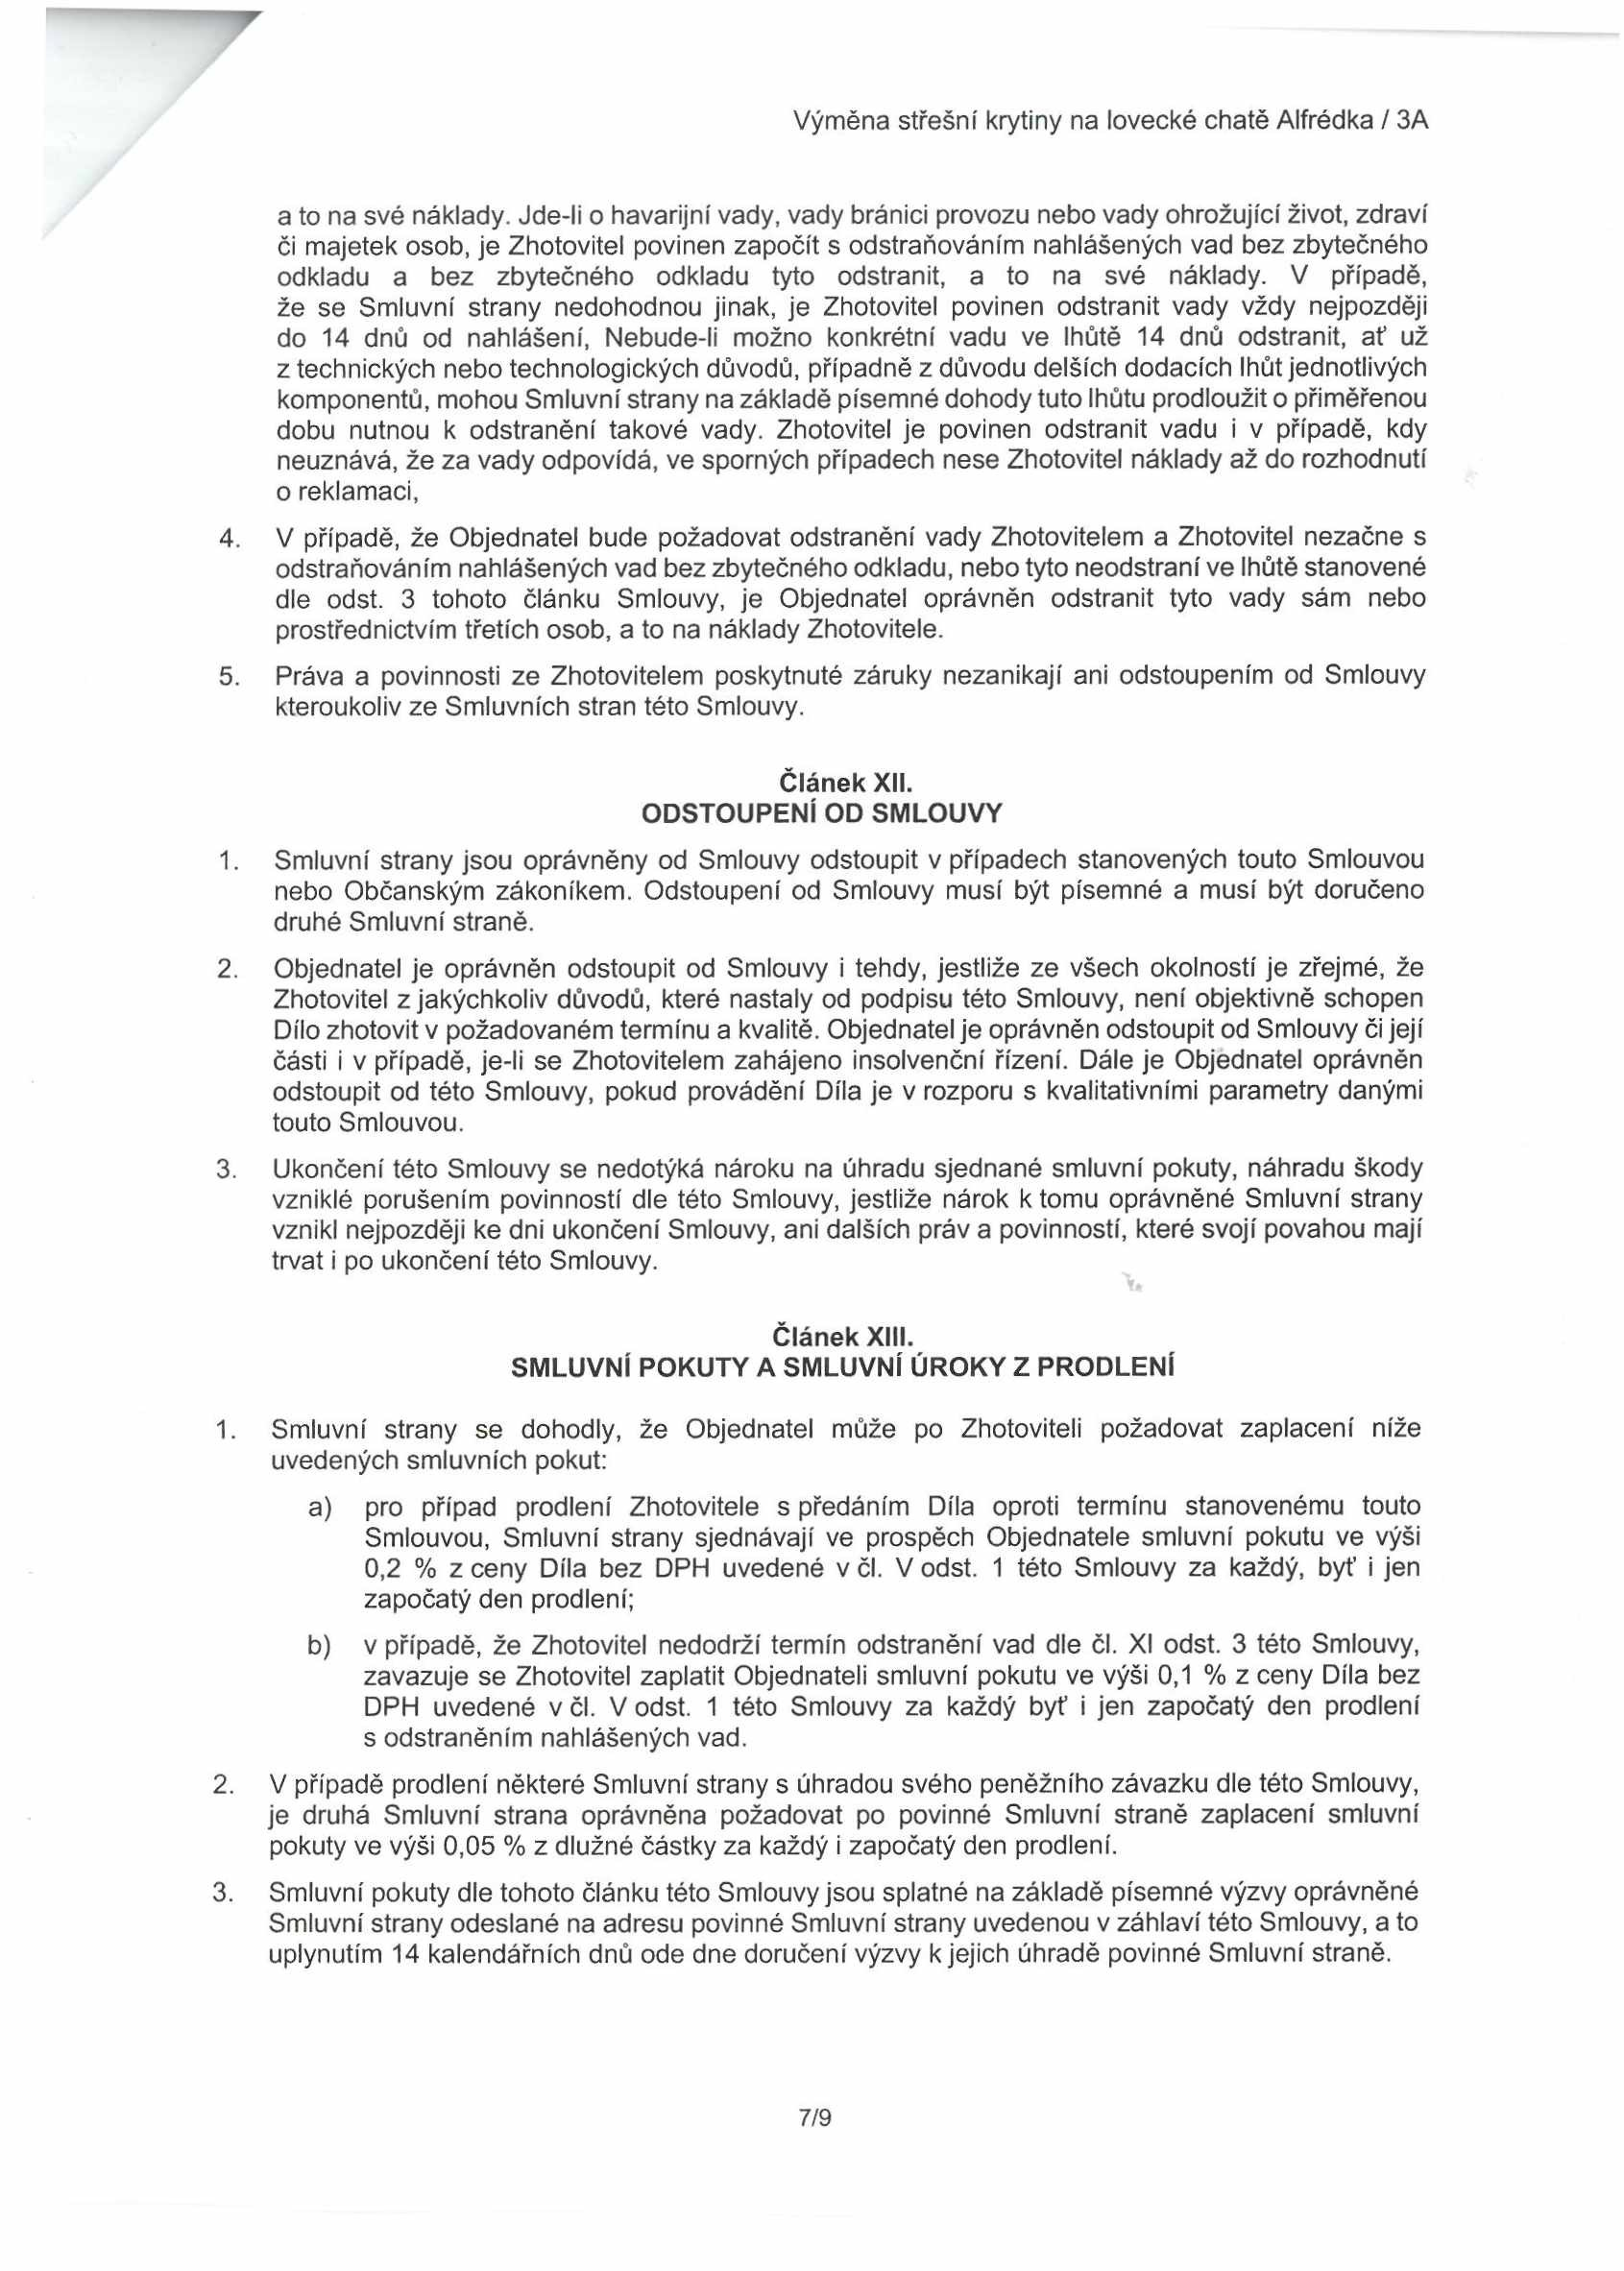 Výměna střešní krytiny na lovecké chatě Alfrédka / 3A
a to na své náklady. Jde-li o havarijní vady, vady bránici provozu nebo vady ohrožující život, zdraví
či majetek osob, je Zhotovitel povinen započít s odstraňováním nahlášených vad bez zbytečného
odkladu a bez zbytečného odkladu tyto odstranit, a to na své náklady. V případě,
že se Smluvní strany nedohodnou jinak, je Zhotovitel povinen odstranit vady vždy nejpozději
do 14 dnů od nahlášení, Nebude-li možno konkrétní vadu ve lhůtě 14 dnů odstranit, ať už
z technických nebo technologických důvodů, případně z důvodu delších dodacích lhůt jednotlivých
komponentů, mohou Smluvní strany na základě písemné dohody tuto lhůtu prodloužit o přiměřenou
dobu nutnou k odstranění takové vady. Zhotovitel je povinen odstranit vadu i v případě, kdy
neuznává, že za vady odpovídá, ve sporných případech nese Zhotovitel náklady až do rozhodnutí
o reklamaci,
4. V případě, že Objednatel bude požadovat odstranění vady Zhotovitelem a Zhotovitel nezačne s
odstraňováním nahlášených vad bez zbytečného odkladu, nebo tyto neodstraní ve lhůtě stanovené
dle odst. 3 tohoto článku Smlouvy, je Objednatel oprávněn odstranit tyto vady sám nebo
prostřednictvím třetích osob, a to na náklady Zhotovitele.
5. Práva a povinnosti ze Zhotovitelem poskytnuté záruky nezanikají ani odstoupením od Smlouvy
kteroukoliv ze Smluvních stran této Smlouvy.
Článek XII.
ODSTOUPENÍ OD SMLOUVY
1. Smluvní strany jsou oprávněny od Smlouvy odstoupit v případech stanovených touto Smlouvou
nebo Občanským zákoníkem. Odstoupení od Smlouvy musí být písemné a musí být doručeno
druhé Smluvní straně.
2. Objednatel je oprávněn odstoupit od Smlouvy i tehdy, jestliže ze všech okolností je zřejmé, že
Zhotovitel z jakýchkoliv důvodů, které nastaly od podpisu této Smlouvy, není objektivně schopen
Dílo zhotovit v požadovaném termínu a kvalitě. Objednatel je oprávněn odstoupit od Smlouvy či její
části i v případě, je-li se Zhotovitelem zahájeno insolvenční řízení. Dále je Objednatel oprávněn
odstoupit od této Smlouvy, pokud provádění Díla je v rozporu s kvalitativními parametry danými
touto Smlouvou.
3. Ukončení této Smlouvy se nedotýká nároku na úhradu sjednané smluvní pokuty, náhradu škody
vzniklé porušením povinností dle této Smlouvy, jestliže nárok k tomu oprávněné Smluvní strany
vznikl nejpozději ke dni ukončení Smlouvy, ani dalších práv a povinností, které svojí povahou mají
trvat i po ukončení této Smlouvy.
Článek XIII.
SMLUVNÍ POKUTY A SMLUVNÍ ÚROKY Z PRODLENÍ
1. Smluvní strany se dohodly, že Objednatel může po Zhotoviteli požadovat zaplacení níže
uvedených smluvních pokut:
a) pro případ prodlení Zhotovitele s předáním Díla oproti termínu stanovenému touto
Smlouvou, Smluvní strany sjednávají ve prospěch Objednatele smluvní pokutu ve výši
0,2 % z ceny Díla bez DPH uvedené v čl. V odst. 1 této Smlouvy za každý, byť i jen
započatý den prodlení;
b) v případě, že Zhotovitel nedodrží termín odstranění vad dle čl. XI odst. 3 této Smlouvy,
zavazuje se Zhotovitel zaplatit Objednateli smluvní pokutu ve výši 0,1 % z ceny Díla bez
DPH uvedené v čl. V odst. 1 této Smlouvy za každý byť i jen započatý den prodlení
s odstraněním nahlášených vad.
2. V případě prodlení některé Smluvní strany s úhradou svého peněžního závazku dle této Smlouvy,
je druhá Smluvní strana oprávněna požadovat po povinné Smluvní straně zaplacení smluvní
pokuty ve výši 0,05 % z dlužné částky za každý i započatý den prodlení.
3. Smluvní pokuty dle tohoto článku této Smlouvy jsou splatné na základě písemné výzvy oprávněné
Smluvní strany odeslané na adresu povinné Smluvní strany uvedenou v záhlaví této Smlouvy, a to
uplynutím 14 kalendářních dnů ode dne doručení výzvy k jejich úhradě povinné Smluvní straně.
7/9